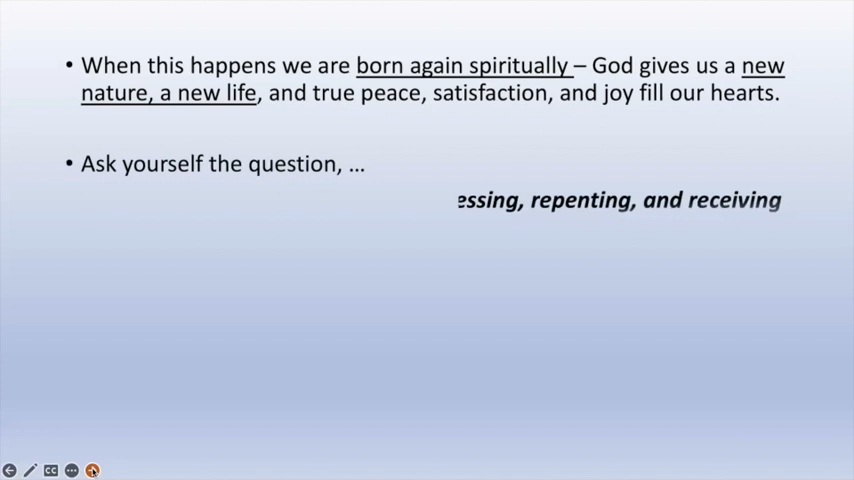 • When this happens we are born again spiritually – God gives us a new
nature, a new life, and true peace, satisfaction, and joy fill our hearts.
• Ask yourself the question, ...
repenting, and receiving
CC